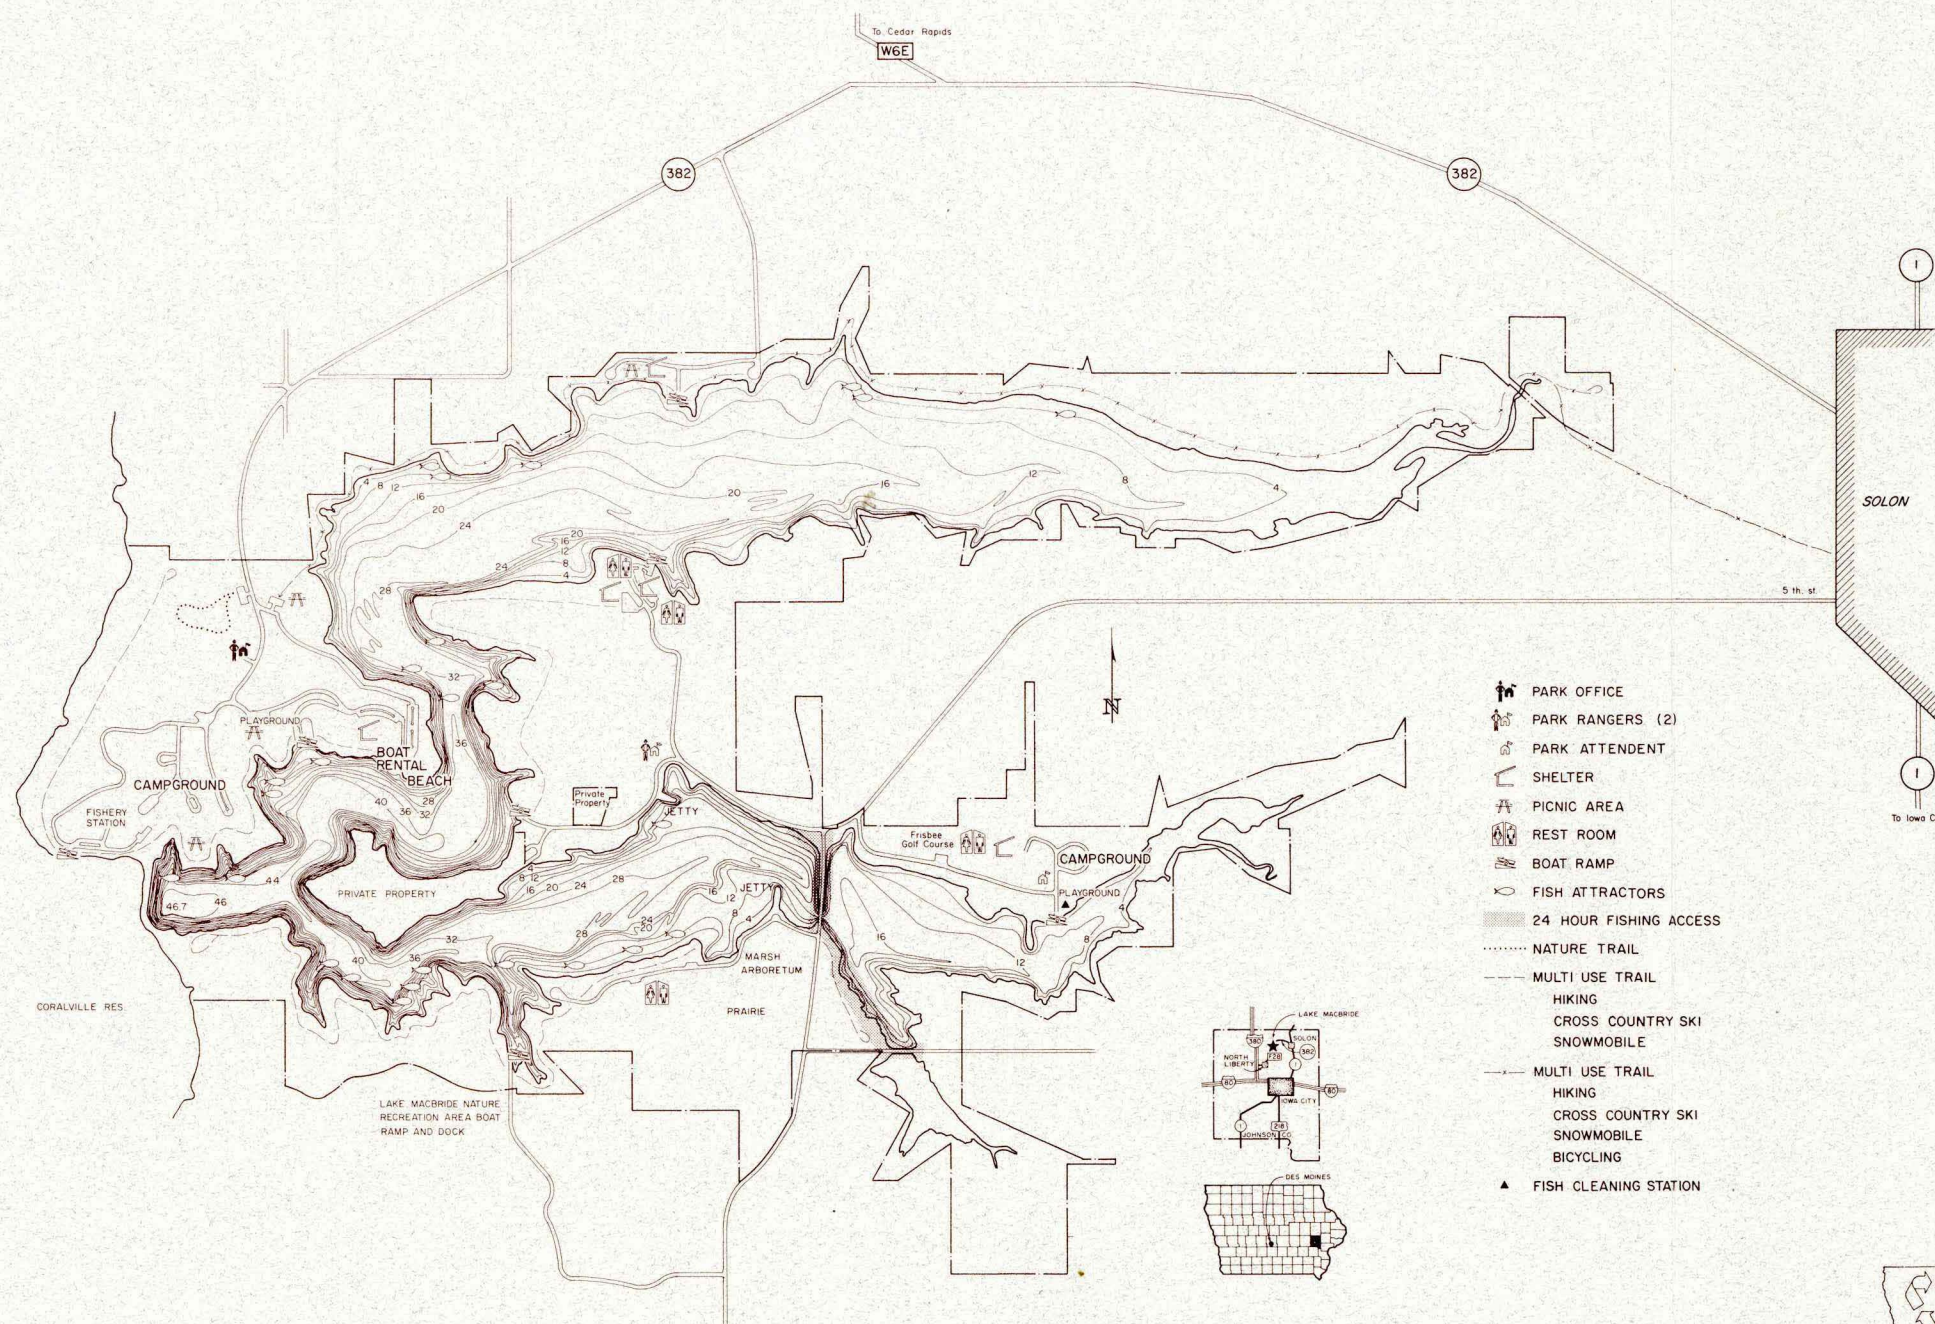 To Cedar Rapids
W6E
382
382
1
SOLON
5 th. st.
1
To Iowa C
4
8
12
16
20
24
20
16
12
8
4
20
16
12
8
4
24
28
32
36
PLAYGROUND
BOAT
RENTAL
BEACH
CAMPGROUND
FISHERY
STATION
40
36
28
32
Private
Property
JETTY
44
46.7
46
PRIVATE PROPERTY
4
8
12
16
20
24
28
16
12
JETTY
8
4
24
20
28
32
36
40
Frisbee
Golf Course
CAMPGROUND
PLAYGROUND
4
8
12
16
MARSH
ARBORETUM
PRAIRIE
CORALVILLE RES.
LAKE MACBRIDE NATURE
RECREATION AREA BOAT
RAMP AND DOCK
N
PARK OFFICE
PARK RANGERS (2)
PARK ATTENDENT
SHELTER
PICNIC AREA
REST ROOM
BOAT RAMP
FISH ATTRACTORS
24 HOUR FISHING ACCESS
NATURE TRAIL
MULTI USE TRAIL
HIKING
CROSS COUNTRY SKI
SNOWMOBILE
MULTI USE TRAIL
HIKING
CROSS COUNTRY SKI
SNOWMOBILE
BICYCLING
FISH CLEANING STATION
LAKE MACBRIDE
380
SOLON
382
F28
NORTH
LIBERTY
1
80
80
IOWA CITY
1
218
JOHNSON CO
DES MOINES